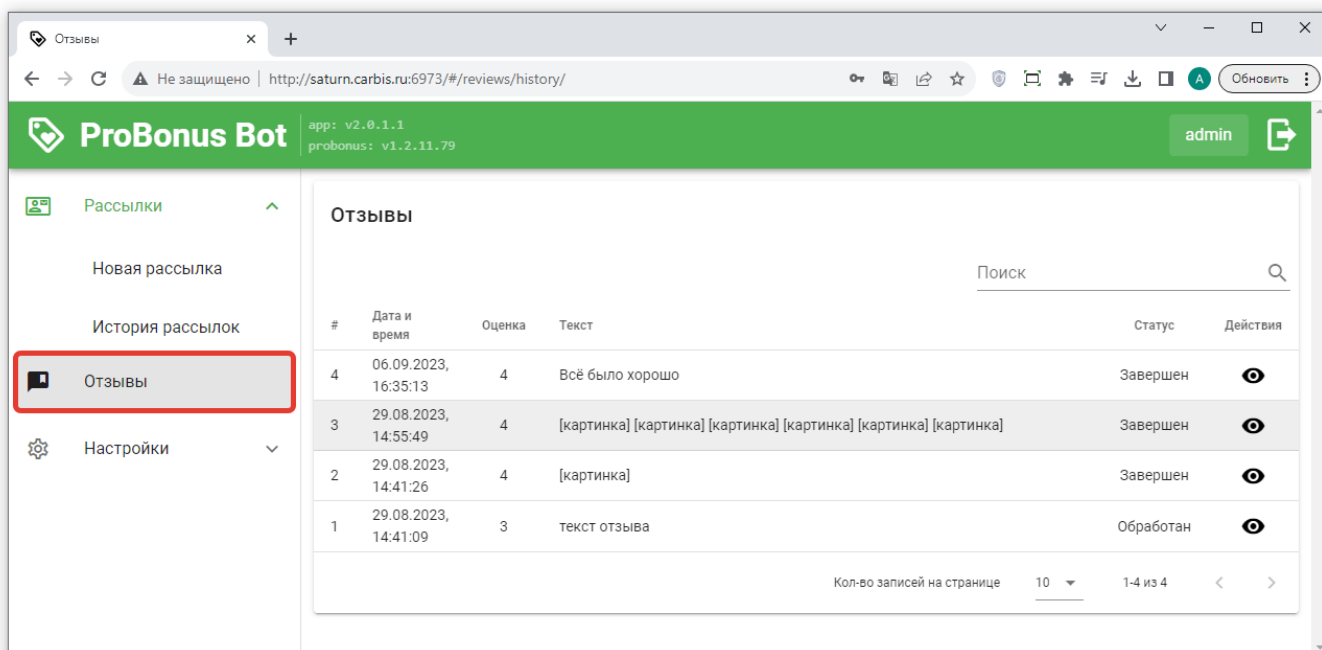 Отзывы
Не защищено | http://saturn.carbis.ru:6973/#/reviews/history/
Обновить
A
ProBonus Bot
app: v2.0.1.1
probonus: v1.2.11.79
admin
Рассылки
Новая рассылка
История рассылок
Отзывы
Настройки
Отзывы
Поиск
# Дата и время Оценка Текст Статус Действия
4 06.09.2023, 16:35:13 4 Всё было хорошо Завершен
3 29.08.2023, 14:55:49 4 [картинка] [картинка] [картинка] [картинка] [картинка] [картинка] Завершен
2 29.08.2023, 14:41:26 4 [картинка] Завершен
1 29.08.2023, 14:41:09 3 текст отзыва Обработан
Кол-во записей на странице 10 1-4 из 4